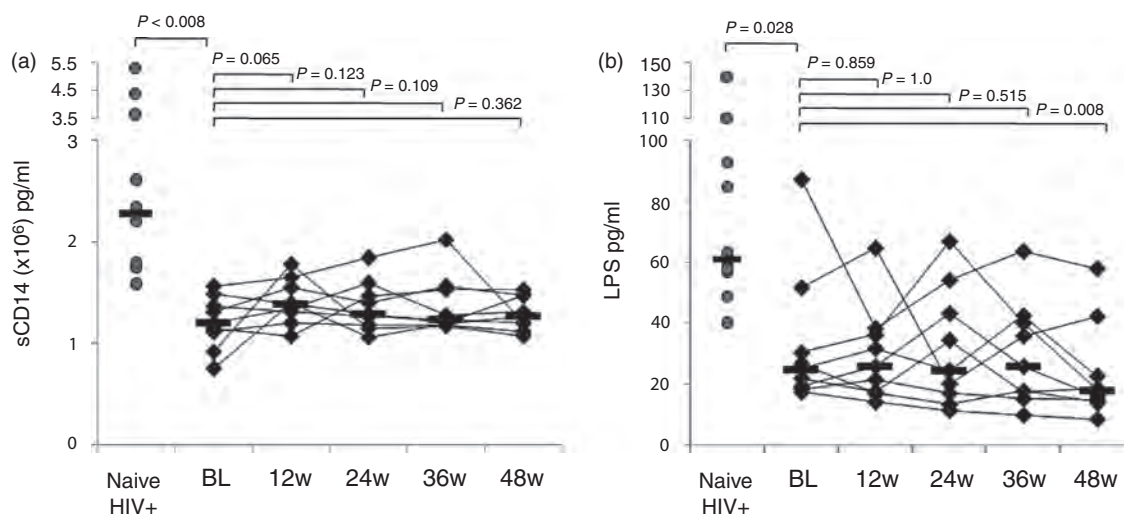 (a)
P < 0.008
P = 0.065
P = 0.123
P = 0.109
P = 0.362
5.5
4.5
3.5
3
2
1
0
sCD14 (x10⁶) pg/ml
Naive HIV+
BL
12w
24w
36w
48w
(b)
P = 0.028
P = 0.859
P = 1.0
P = 0.515
P = 0.008
150
130
110
100
80
60
40
20
0
LPS pg/ml
Naive HIV+
BL
12w
24w
36w
48w